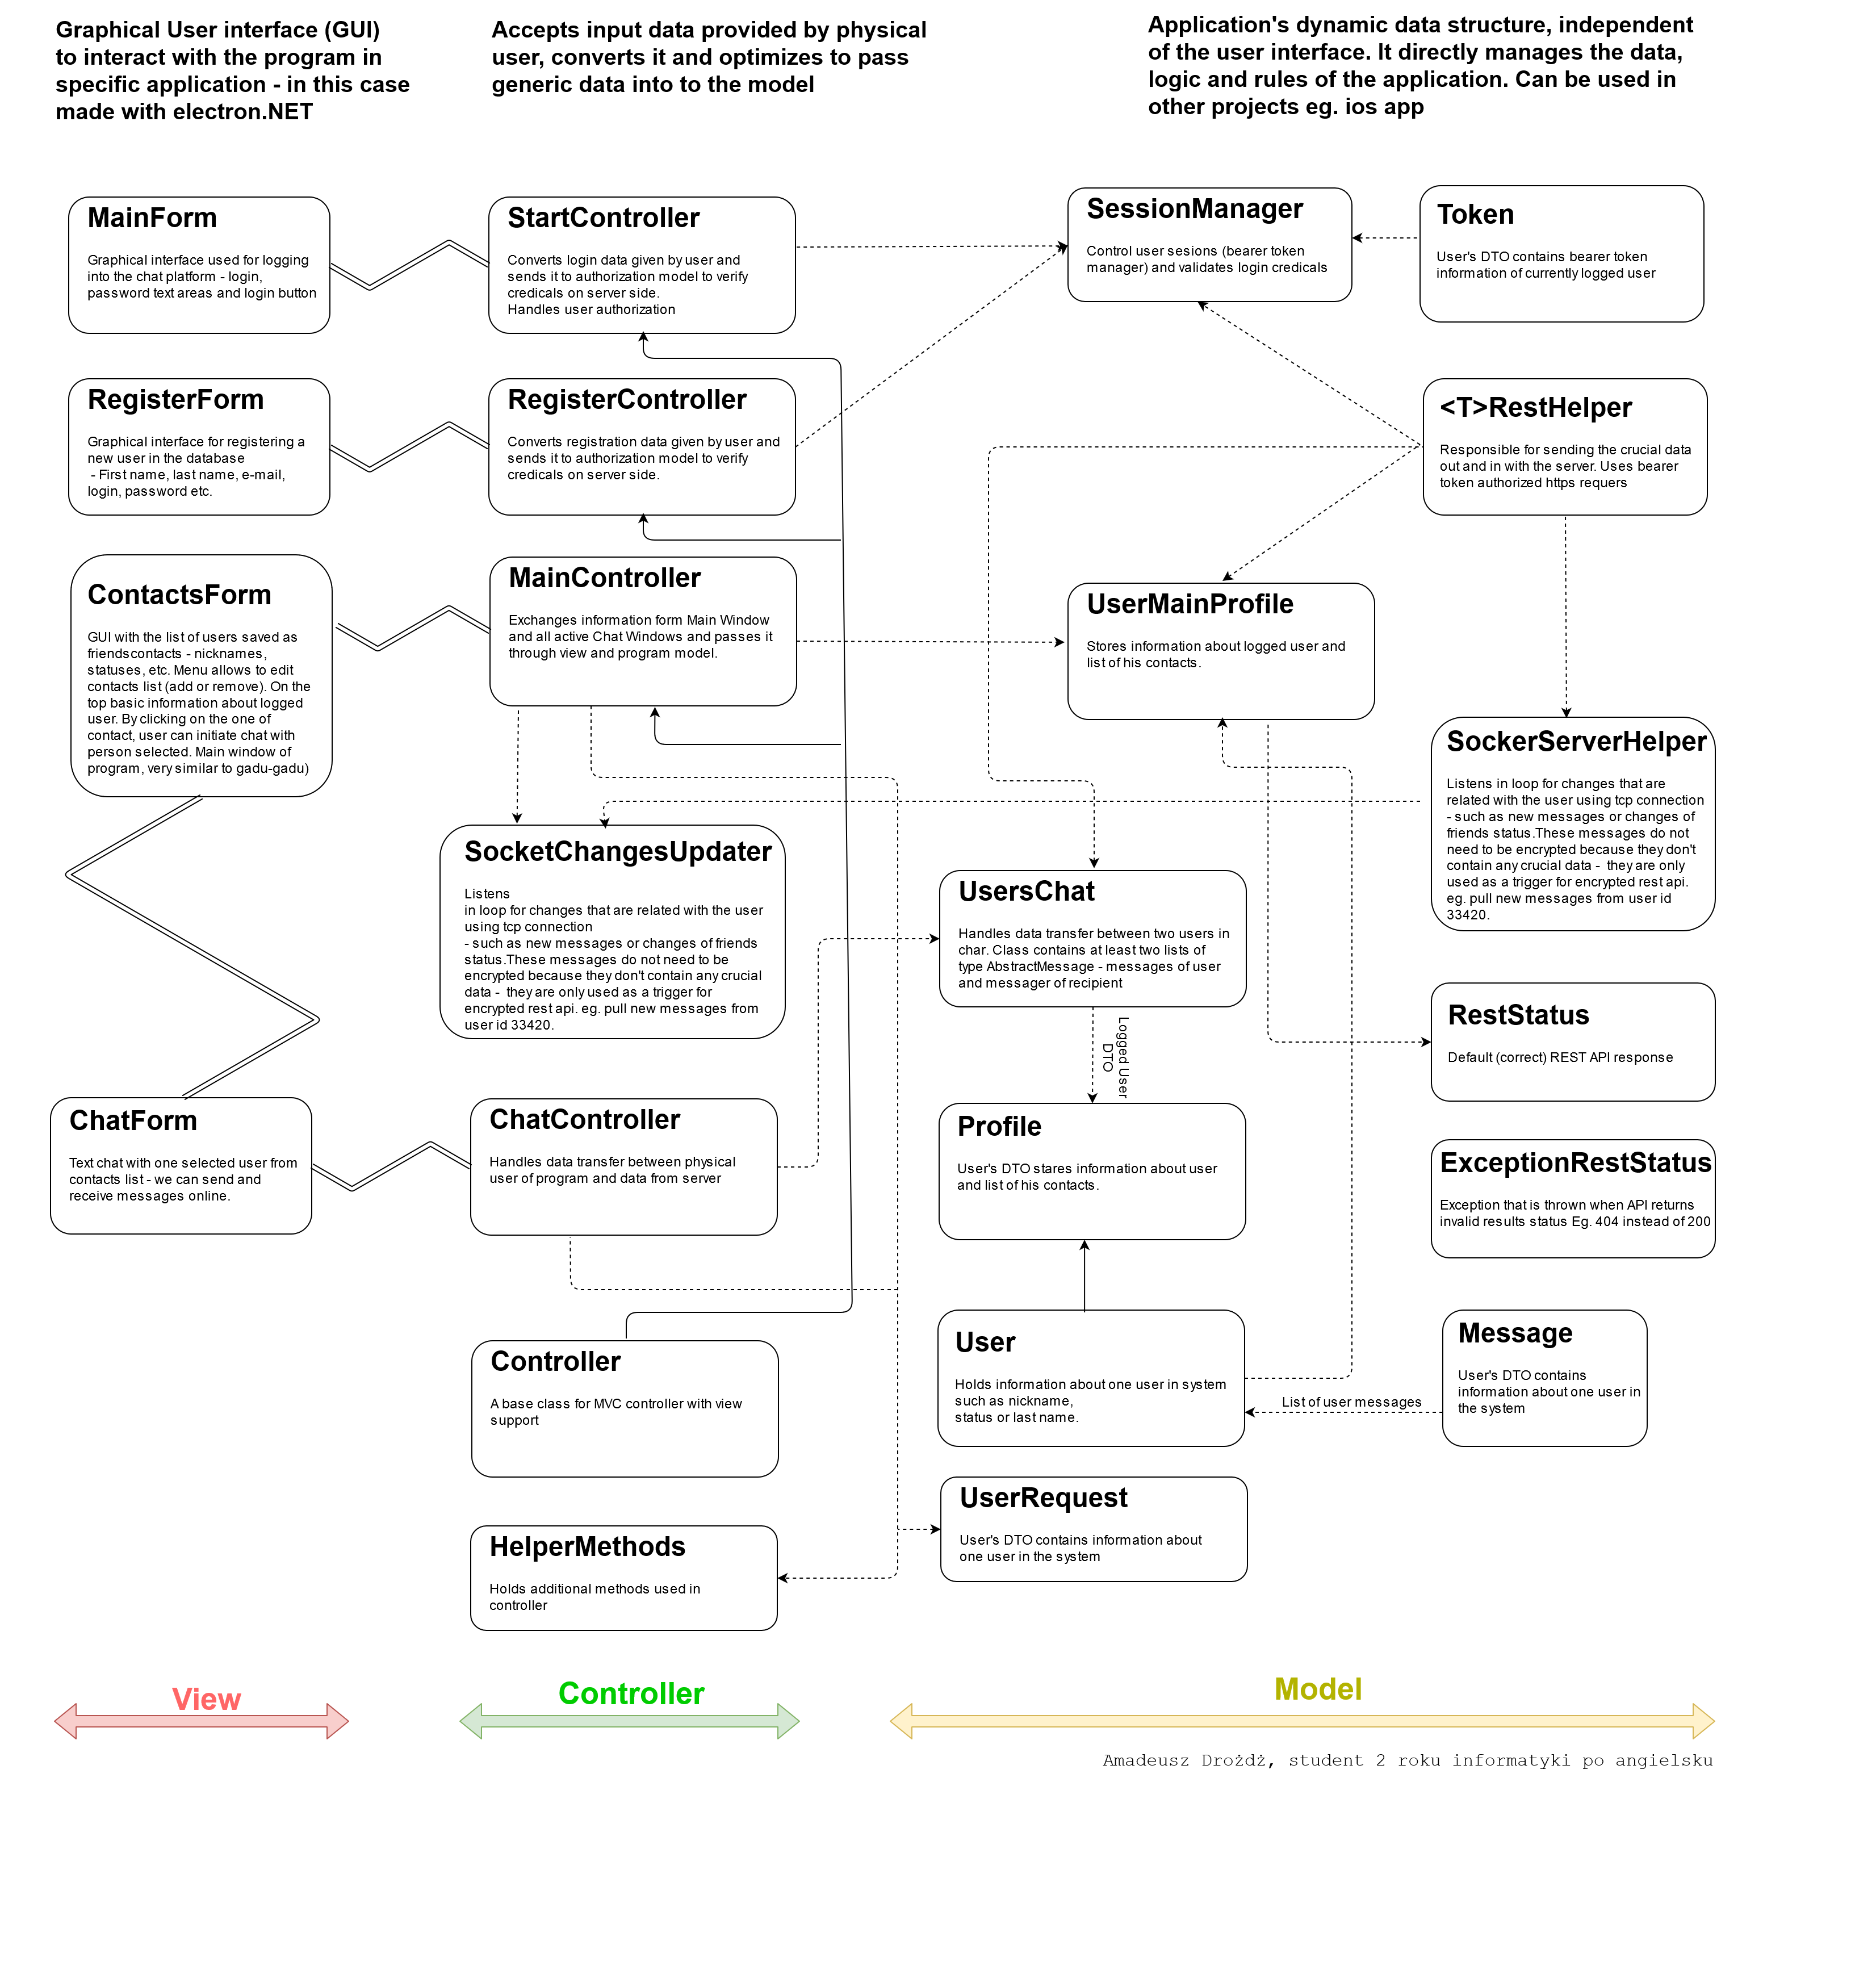 Graphical User interface (GUI)
to interact with the program in
specific application - in this case
made with electron.NET
Accepts input data provided by physical
user, converts it and optimizes to pass
generic data into to the model
Application's dynamic data structure, independent
of the user interface. It directly manages the data,
logic and rules of the application. Can be used in
other projects eg. ios app
MainForm
Graphical interface used for logging
into the chat platform - login,
password text areas and login button
StartController
Converts login data given by user and
sends it to authorization model to verify
credicals on server side.
Handles user authorization
SessionManager
Control user sesions (bearer token
manager) and validates login credicals
Token
User's DTO contains bearer token
information of currently logged user
RegisterForm
Graphical interface for registering a
new user in the database
- First name, last name, e-mail,
login, password etc.
RegisterController
Converts registration data given by user and
sends it to authorization model to verify
credicals on server side.
<T>RestHelper
Responsible for sending the crucial data
out and in with the server. Uses bearer
token authorized https requers
ContactsForm
GUI with the list of users saved as
friendscontacts - nicknames,
statuses, etc. Menu allows to edit
contacts list (add or remove). On the
top basic information about logged
user. By clicking on the one of
contact, user can initiate chat with
person selected. Main window of
program, very similar to gadu-gadu)
MainController
Exchanges information form Main Window
and all active Chat Windows and passes it
through view and program model.
UserMainProfile
Stores information about logged user and
list of his contacts.
SockerServerHelper
Listens in loop for changes that are
related with the user using tcp connection
- such as new messages or changes of
friends status.These messages do not
need to be encrypted because they don't
contain any crucial data -  they are only
used as a trigger for encrypted rest api.
eg. pull new messages from user id
33420.
SocketChangesUpdater
Listens
in loop for changes that are related with the user
using tcp connection
- such as new messages or changes of friends
status.These messages do not need to be
encrypted because they don't contain any crucial
data -  they are only used as a trigger for
encrypted rest api. eg. pull new messages from
user id 33420.
UsersChat
Handles data transfer between two users in
char. Class contains at least two lists of
type AbstractMessage - messages of user
and messager of recipient
Logged User
DTO
RestStatus
Default (correct) REST API response
ChatForm
Text chat with one selected user from
contacts list - we can send and
receive messages online.
ChatController
Handles data transfer between physical
user of program and data from server
Profile
User's DTO stares information about user
and list of his contacts.
ExceptionRestStatus
Exception that is thrown when API returns
invalid results status Eg. 404 instead of 200
Controller
A base class for MVC controller with view
support
User
Holds information about one user in system
such as nickname,
status or last name.
List of user messages
Message
User's DTO contains
information about one user in
the system
HelperMethods
Holds additional methods used in
controller
UserRequest
User's DTO contains information about
one user in the system
View
Controller
Model
Amadeusz Drożdż, student 2 roku informatyki po angielsku